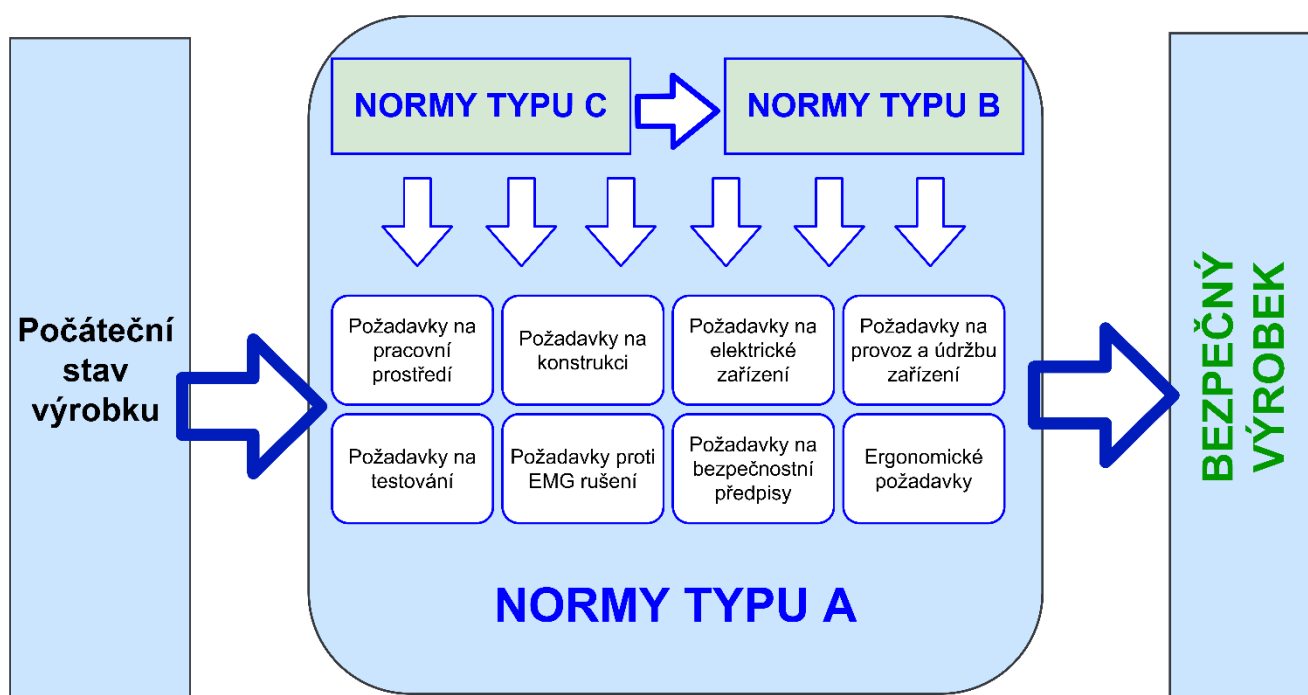 NORMY TYPU C
NORMY TYPU B
Počáteční
stav
výrobku
Požadavky na
pracovní
prostředí
Požadavky na
konstrukci
Požadavky na
elektrické
zařízení
Požadavky na
provoz a údržbu
zařízení
Požadavky na
testování
Požadavky proti
EMG rušení
Požadavky na
bezpečnostní
předpisy
Ergonomické
požadavky
NORMY TYPU A
BEZPEČNÝ
VÝROBEK